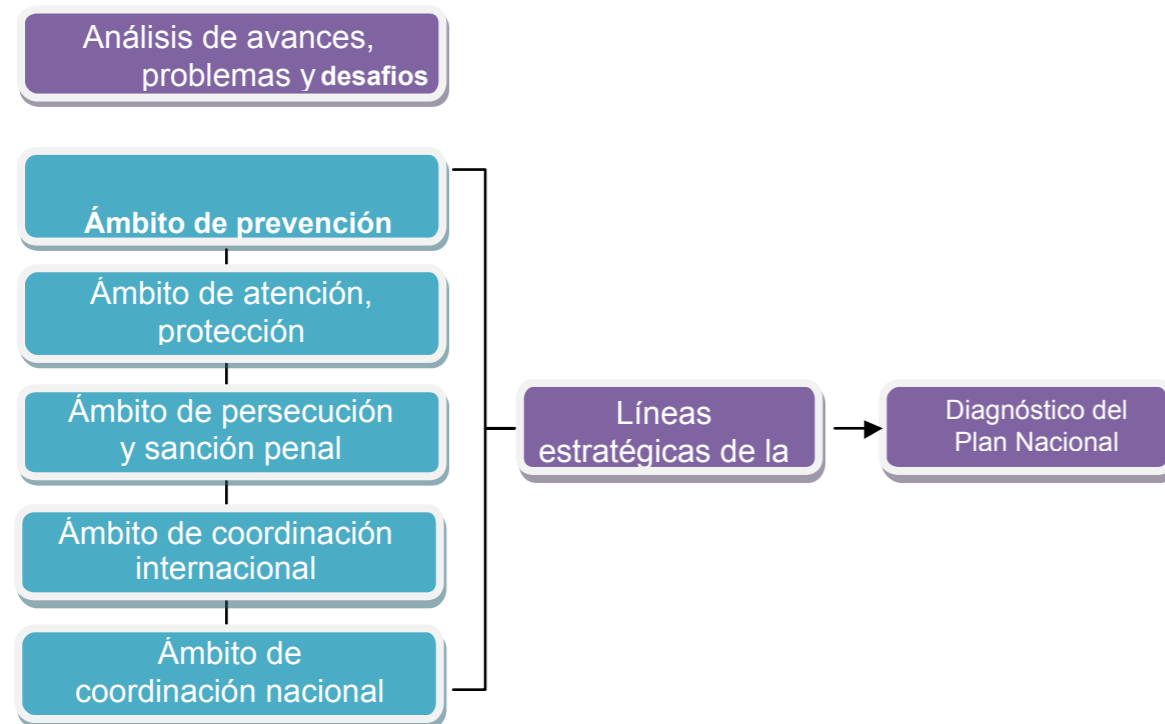 Análisis de avances,
problemas y desafios
Ámbito de prevención
Ámbito de atención,
protección
Ámbito de persecución
y sanción penal
Ámbito de coordinación
internacional
Ámbito de
coordinación nacional
Líneas
estratégicas de la
Diagnóstico del
Plan Nacional